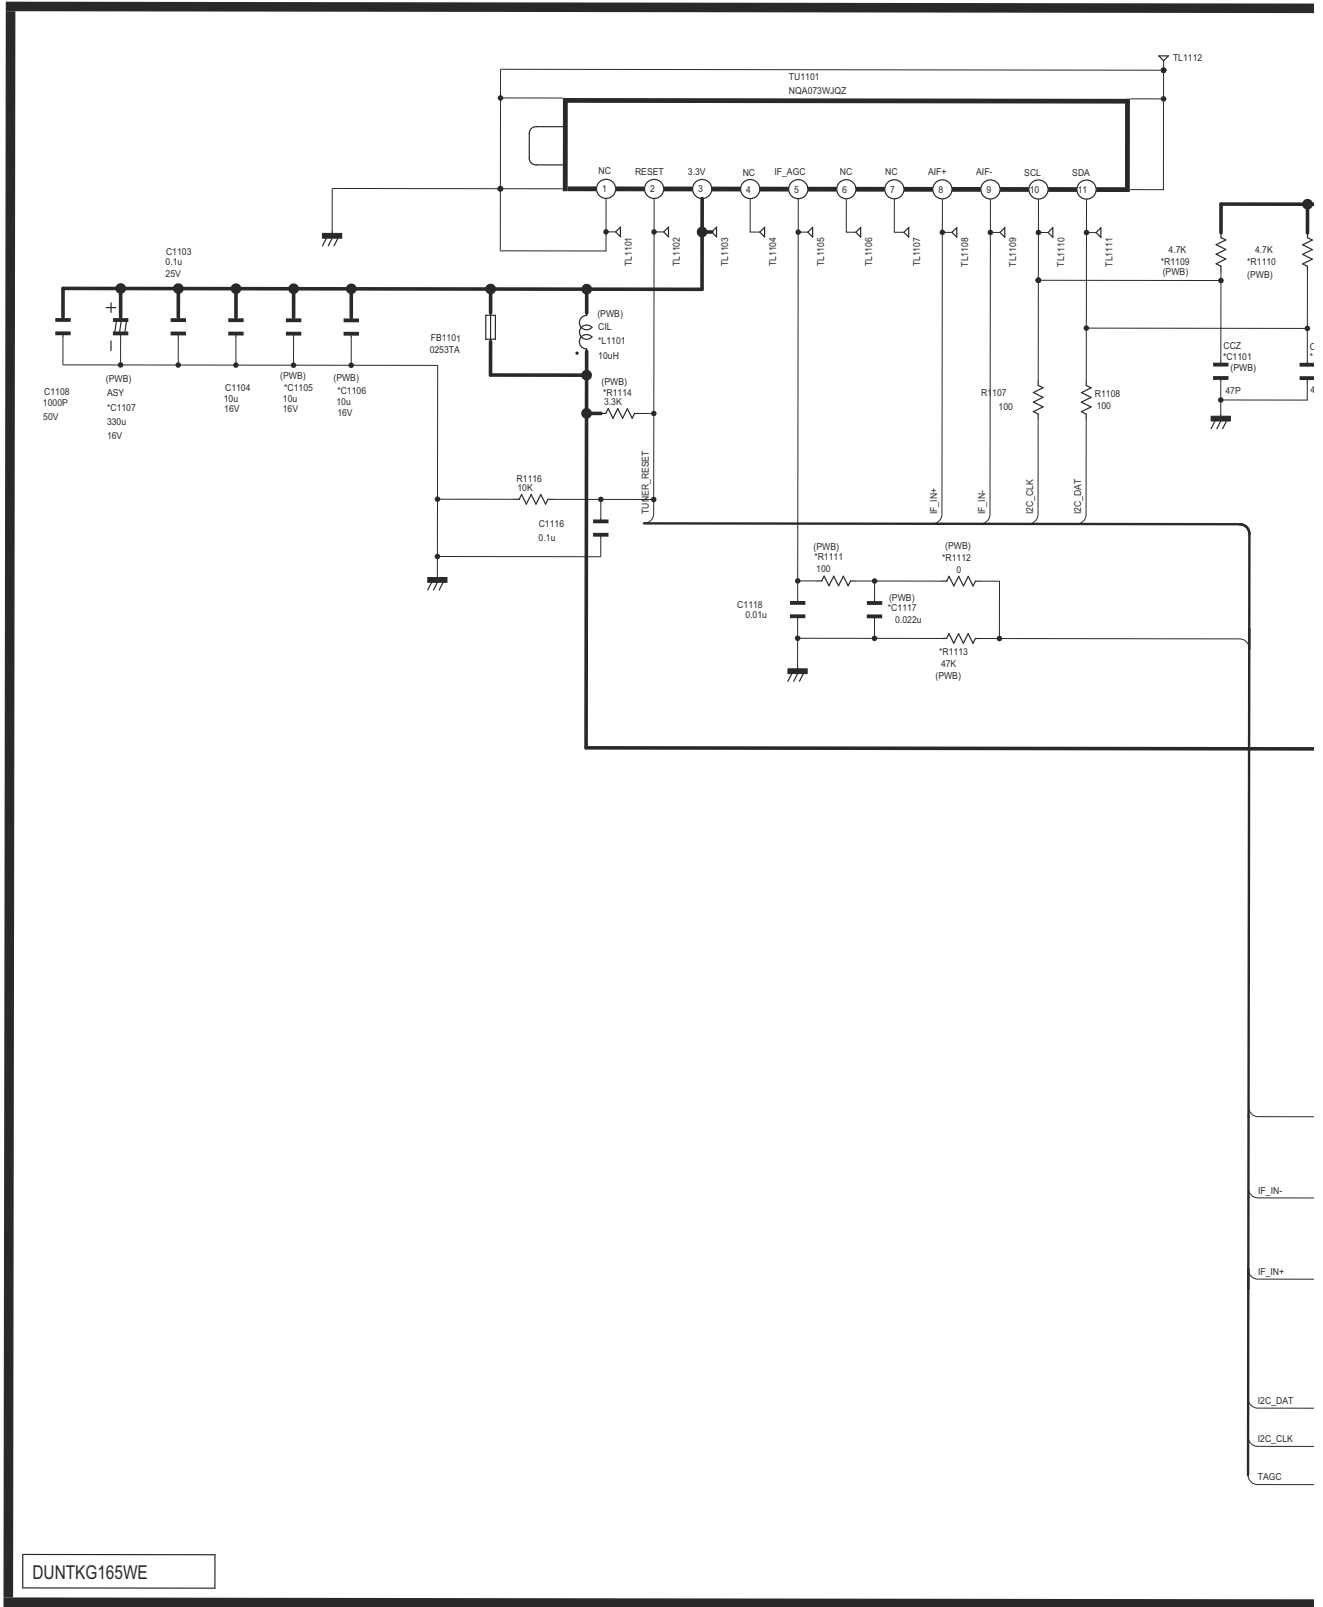 TL1112
TU1101
NQA073WJQZ
NC
RESET
3.3V
NC
IF_AGC
NC
NC
AIF+
AIF-
SCL
SDA
1
2
3
4
5
6
7
8
9
10
11
TL1101
TL1102
TL1103
TL1104
TL1105
TL1106
TL1107
TL1108
TL1109
TL1110
TL1111
4.7K
*R1109
(PWB)
4.7K
*R1110
(PWB)
C1103
0.1u
25V
+
(PWB)
CIL
*L1101
10uH
FB1101
0253TA
CCZ
*C1101
(PWB)
47P
C
*
4
C1108
1000P
50V
(PWB)
ASY
*C1107
330u
16V
C1104
10u
16V
(PWB)
*C1105
10u
16V
(PWB)
*C1106
10u
16V
(PWB)
*R1114
3.3K
R1107
100
R1108
100
R1116
10K
C1116
0.1u
TUNER_RESET
IF_IN+
IF_IN-
I2C_CLK
I2C_DAT
(PWB)
*R1111
100
(PWB)
*R1112
0
C1118
0.01u
(PWB)
*C1117
0.022u
*R1113
47K
(PWB)
IF_IN-
IF_IN+
I2C_DAT
I2C_CLK
TAGC
DUNTKG165WE